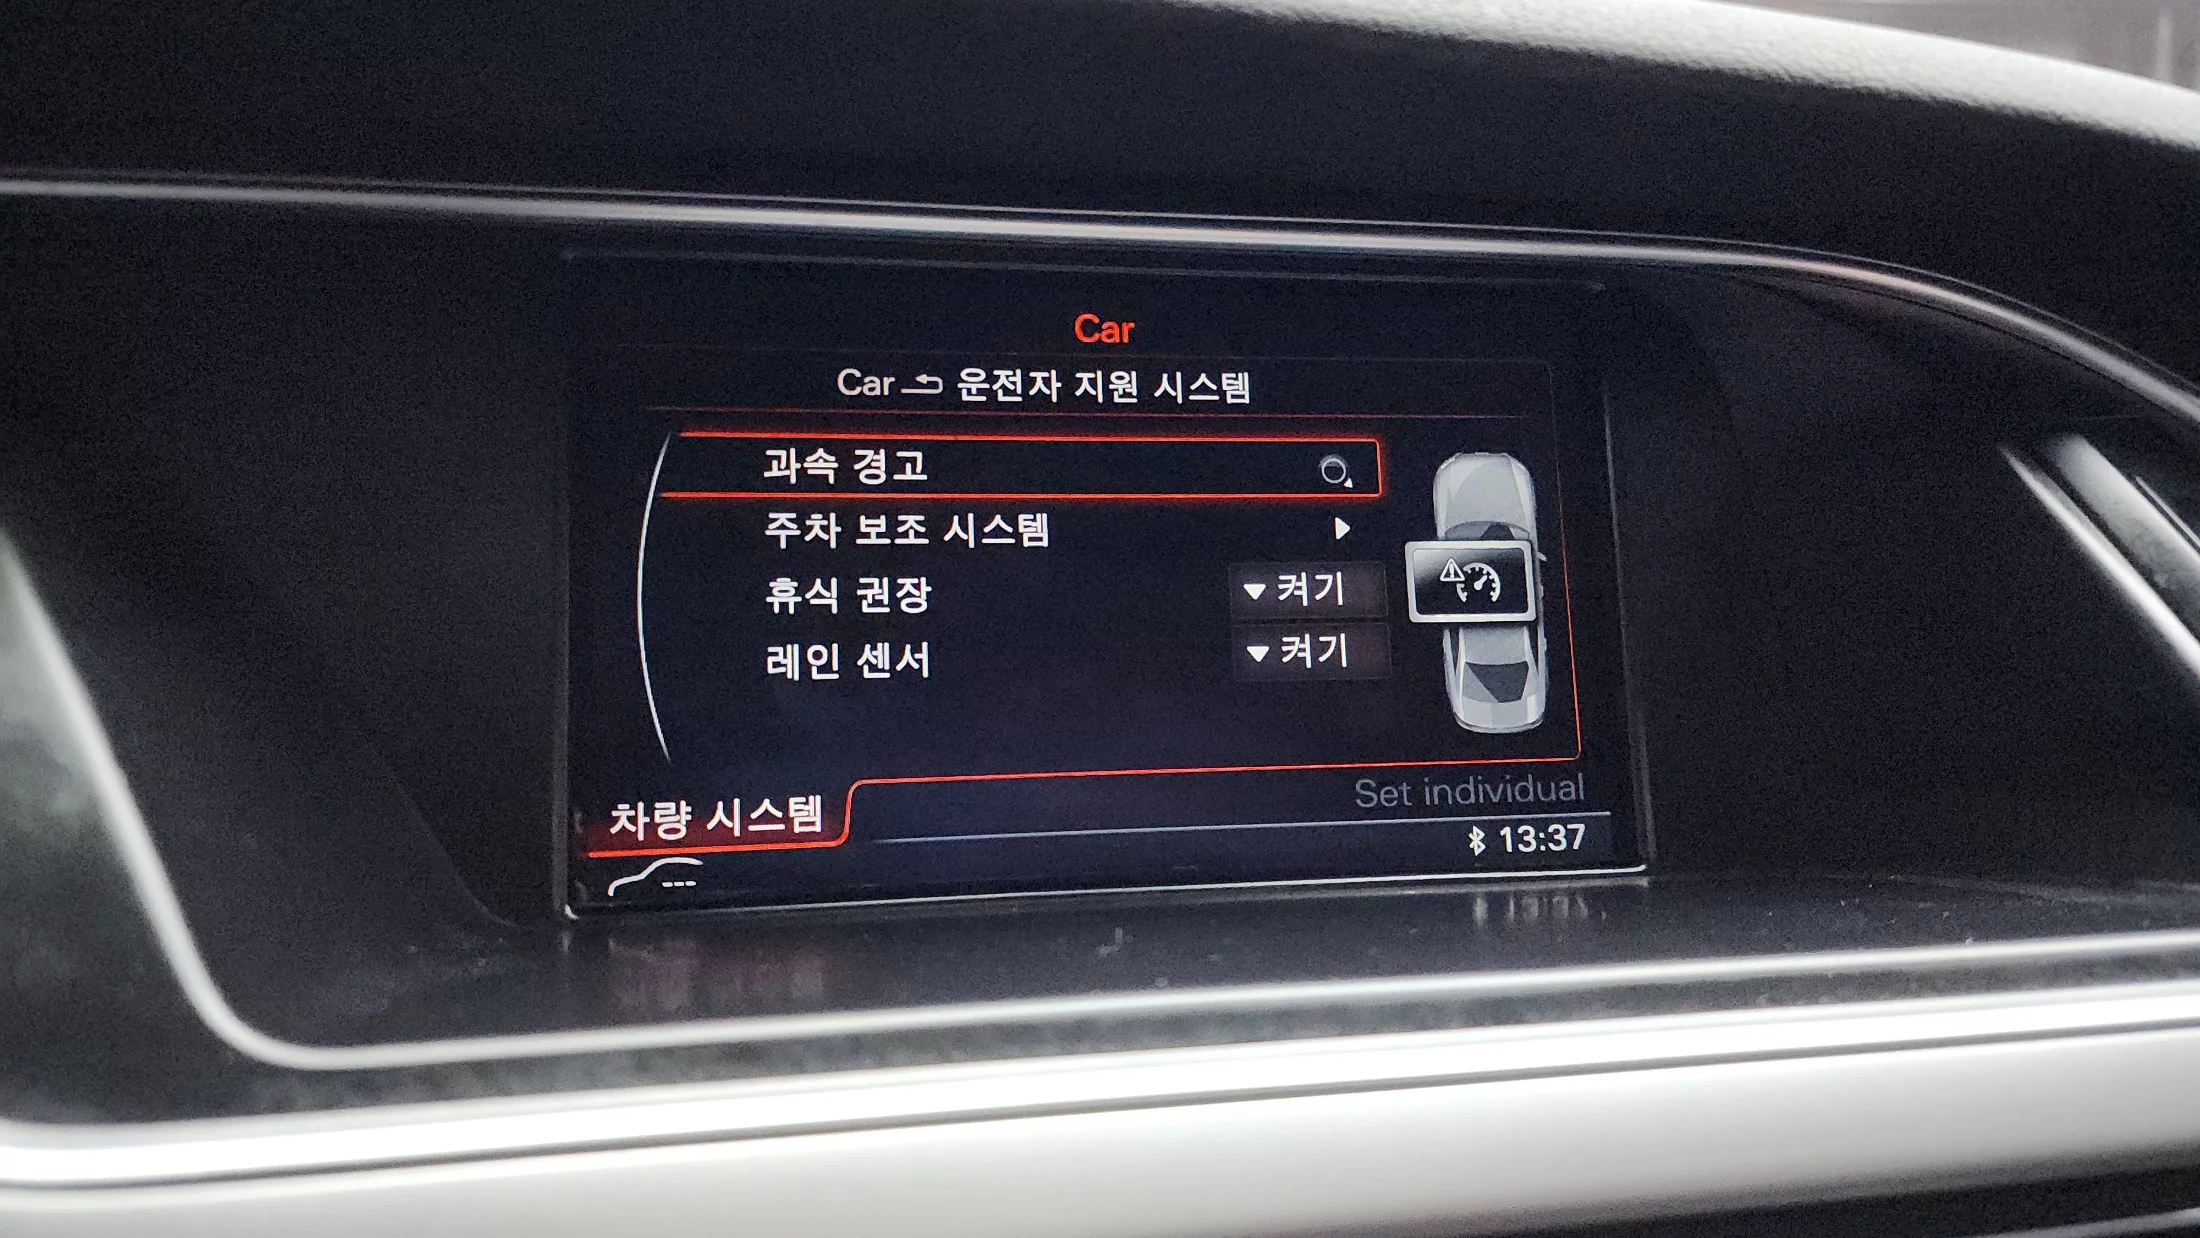 Car
Car 운전자 지원 시스템
과속 경고
주차 보조 시스템
휴식 권장 켜기
레인 센서 켜기
Set individual
차량 시스템
13:37